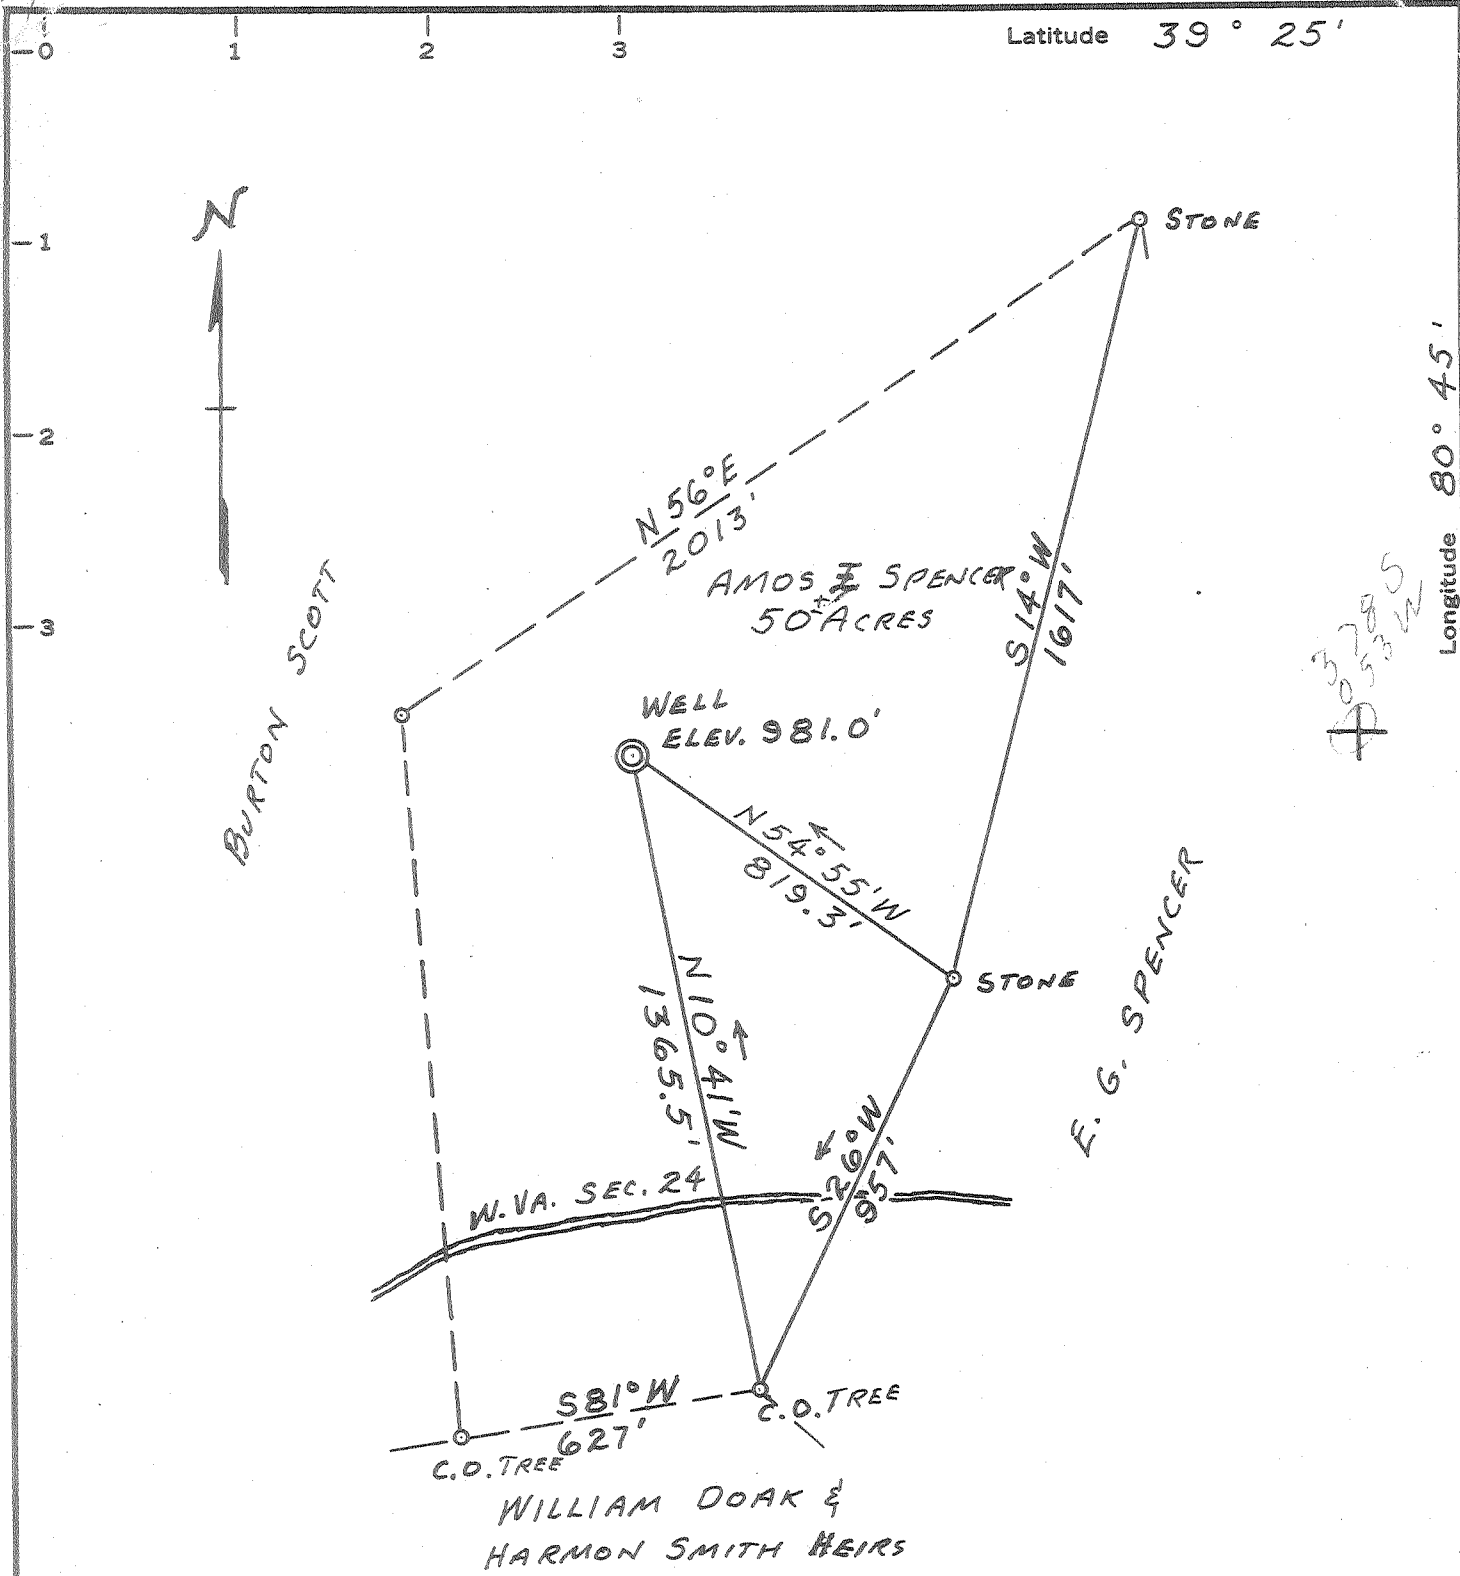 Latitude 39° 25'
0
1
2
3
1
2
3
N
STONE
Longitude 80° 45'
N 56° E
2013'
AMOS I SPENCER
50± ACRES
S 14° W
1617'
BURTON SCOTT
WELL
ELEV. 981.0'
N 54° 55' W
819.3'
STONE
E. G. SPENCER
N 10° 41' W
1365.5'
S 26° W
957'
W. VA. SEC. 24
S 81° W
627'
C.O. TREE
C.O. TREE
WILLIAM DOAK &
HARMON SMITH HEIRS